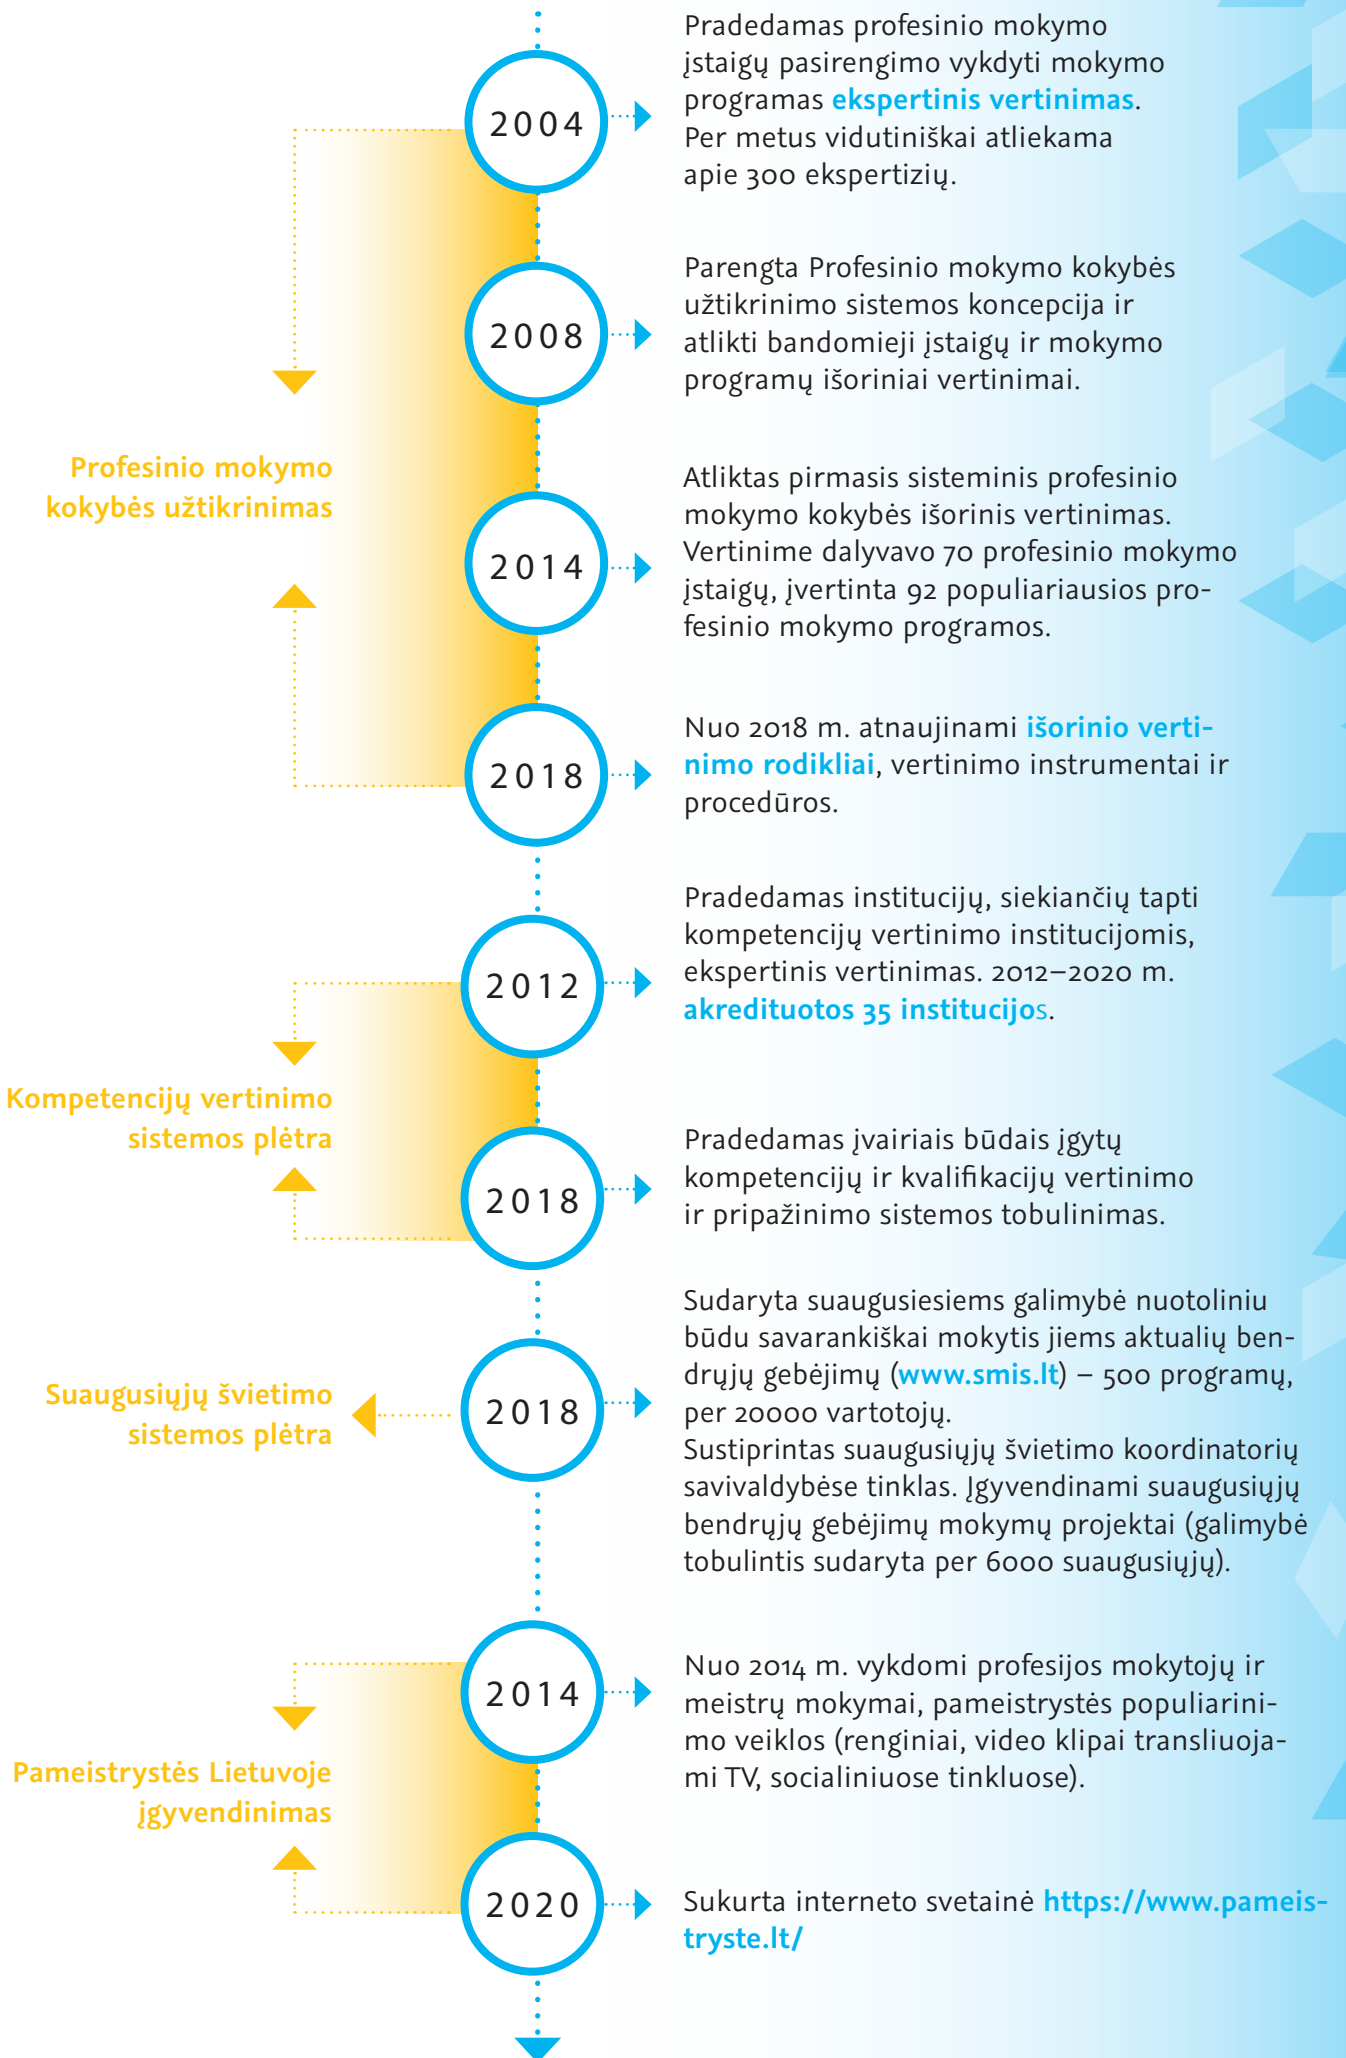 2004
Pradedamas profesinio mokymo
įstaigų pasirengimo vykdyti mokymo
programas ekspertinis vertinimas.
Per metus vidutiniškai atliekama
apie 300 ekspertizių.
2008
Parengta Profesinio mokymo kokybės
užtikrinimo sistemos koncepcija ir
atlikti bandomieji įstaigų ir mokymo
programų išoriniai vertinimai.
Profesinio mokymo
kokybės užtikrinimas
2014
Atliktas pirmasis sisteminis profesinio
mokymo kokybės išorinis vertinimas.
Vertinime dalyvavo 70 profesinio mokymo
įstaigų, įvertinta 92 populiariausios pro-
fesinio mokymo programos.
2018
Nuo 2018 m. atnaujinami išorinio verti-
nimo rodikliai, vertinimo instrumentai ir
procedūros.
2012
Pradedamas institucijų, siekiančių tapti
kompetencijų vertinimo institucijomis,
ekspertinis vertinimas. 2012–2020 m.
akredituotos 35 institucijos.
Kompetencijų vertinimo
sistemos plėtra
2018
Pradedamas įvairiais būdais įgytų
kompetencijų ir kvalifikacijų vertinimo
ir pripažinimo sistemos tobulinimas.
Suaugusiųjų švietimo
sistemos plėtra
2018
Sudaryta suaugusiesiems galimybė nuotoliniu
būdu savarankiškai mokytis jiems aktualių ben-
drųjų gebėjimų (www.smis.lt) – 500 programų,
per 20000 vartotojų.
Sustiprintas suaugusiųjų švietimo koordinatorių
savivaldybėse tinklas. Įgyvendinami suaugusiųjų
bendrųjų gebėjimų mokymų projektai (galimybė
tobulintis sudaryta per 6000 suaugusiųjų).
2014
Nuo 2014 m. vykdomi profesijos mokytojų ir
meistrų mokymai, pameistrystės populiarini-
mo veiklos (renginiai, video klipai transliuoja-
mi TV, socialiniuose tinkluose).
Pameistrystės Lietuvoje
įgyvendinimas
2020
Sukurta interneto svetainė https://www.pameis-
tryste.lt/